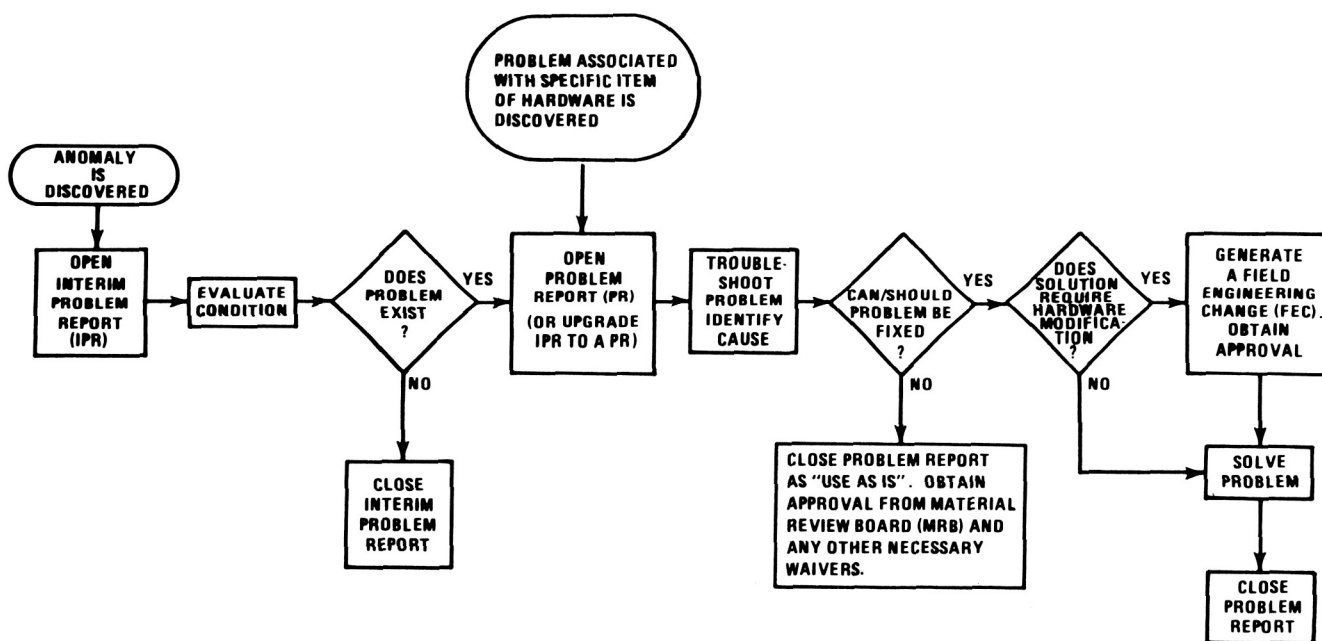 PROBLEM ASSOCIATED
WITH SPECIFIC ITEM
OF HARDWARE IS
DISCOVERED
ANOMALY
IS
DISCOVERED
OPEN
INTERIM
PROBLEM
REPORT
(IPR)
EVALUATE
CONDITION
DOES
PROBLEM
EXIST
?
YES
NO
CLOSE
INTERIM
PROBLEM
REPORT
OPEN
PROBLEM
REPORT (PR)
(OR UPGRADE
IPR TO A PR)
TROUBLE-
SHOOT
PROBLEM
IDENTIFY
CAUSE
CAN/SHOULD
PROBLEM BE
FIXED
?
YES
NO
CLOSE PROBLEM REPORT
AS "USE AS IS". OBTAIN
APPROVAL FROM MATERIAL
REVIEW BOARD (MRB) AND
ANY OTHER NECESSARY
WAIVERS.
DOES
SOLUTION
REQUIRE
HARDWARE
MODIFICA-
TION
?
YES
NO
GENERATE
A FIELD
ENGINEERING
CHANGE (FEC).
OBTAIN
APPROVAL
SOLVE
PROBLEM
CLOSE
PROBLEM
REPORT